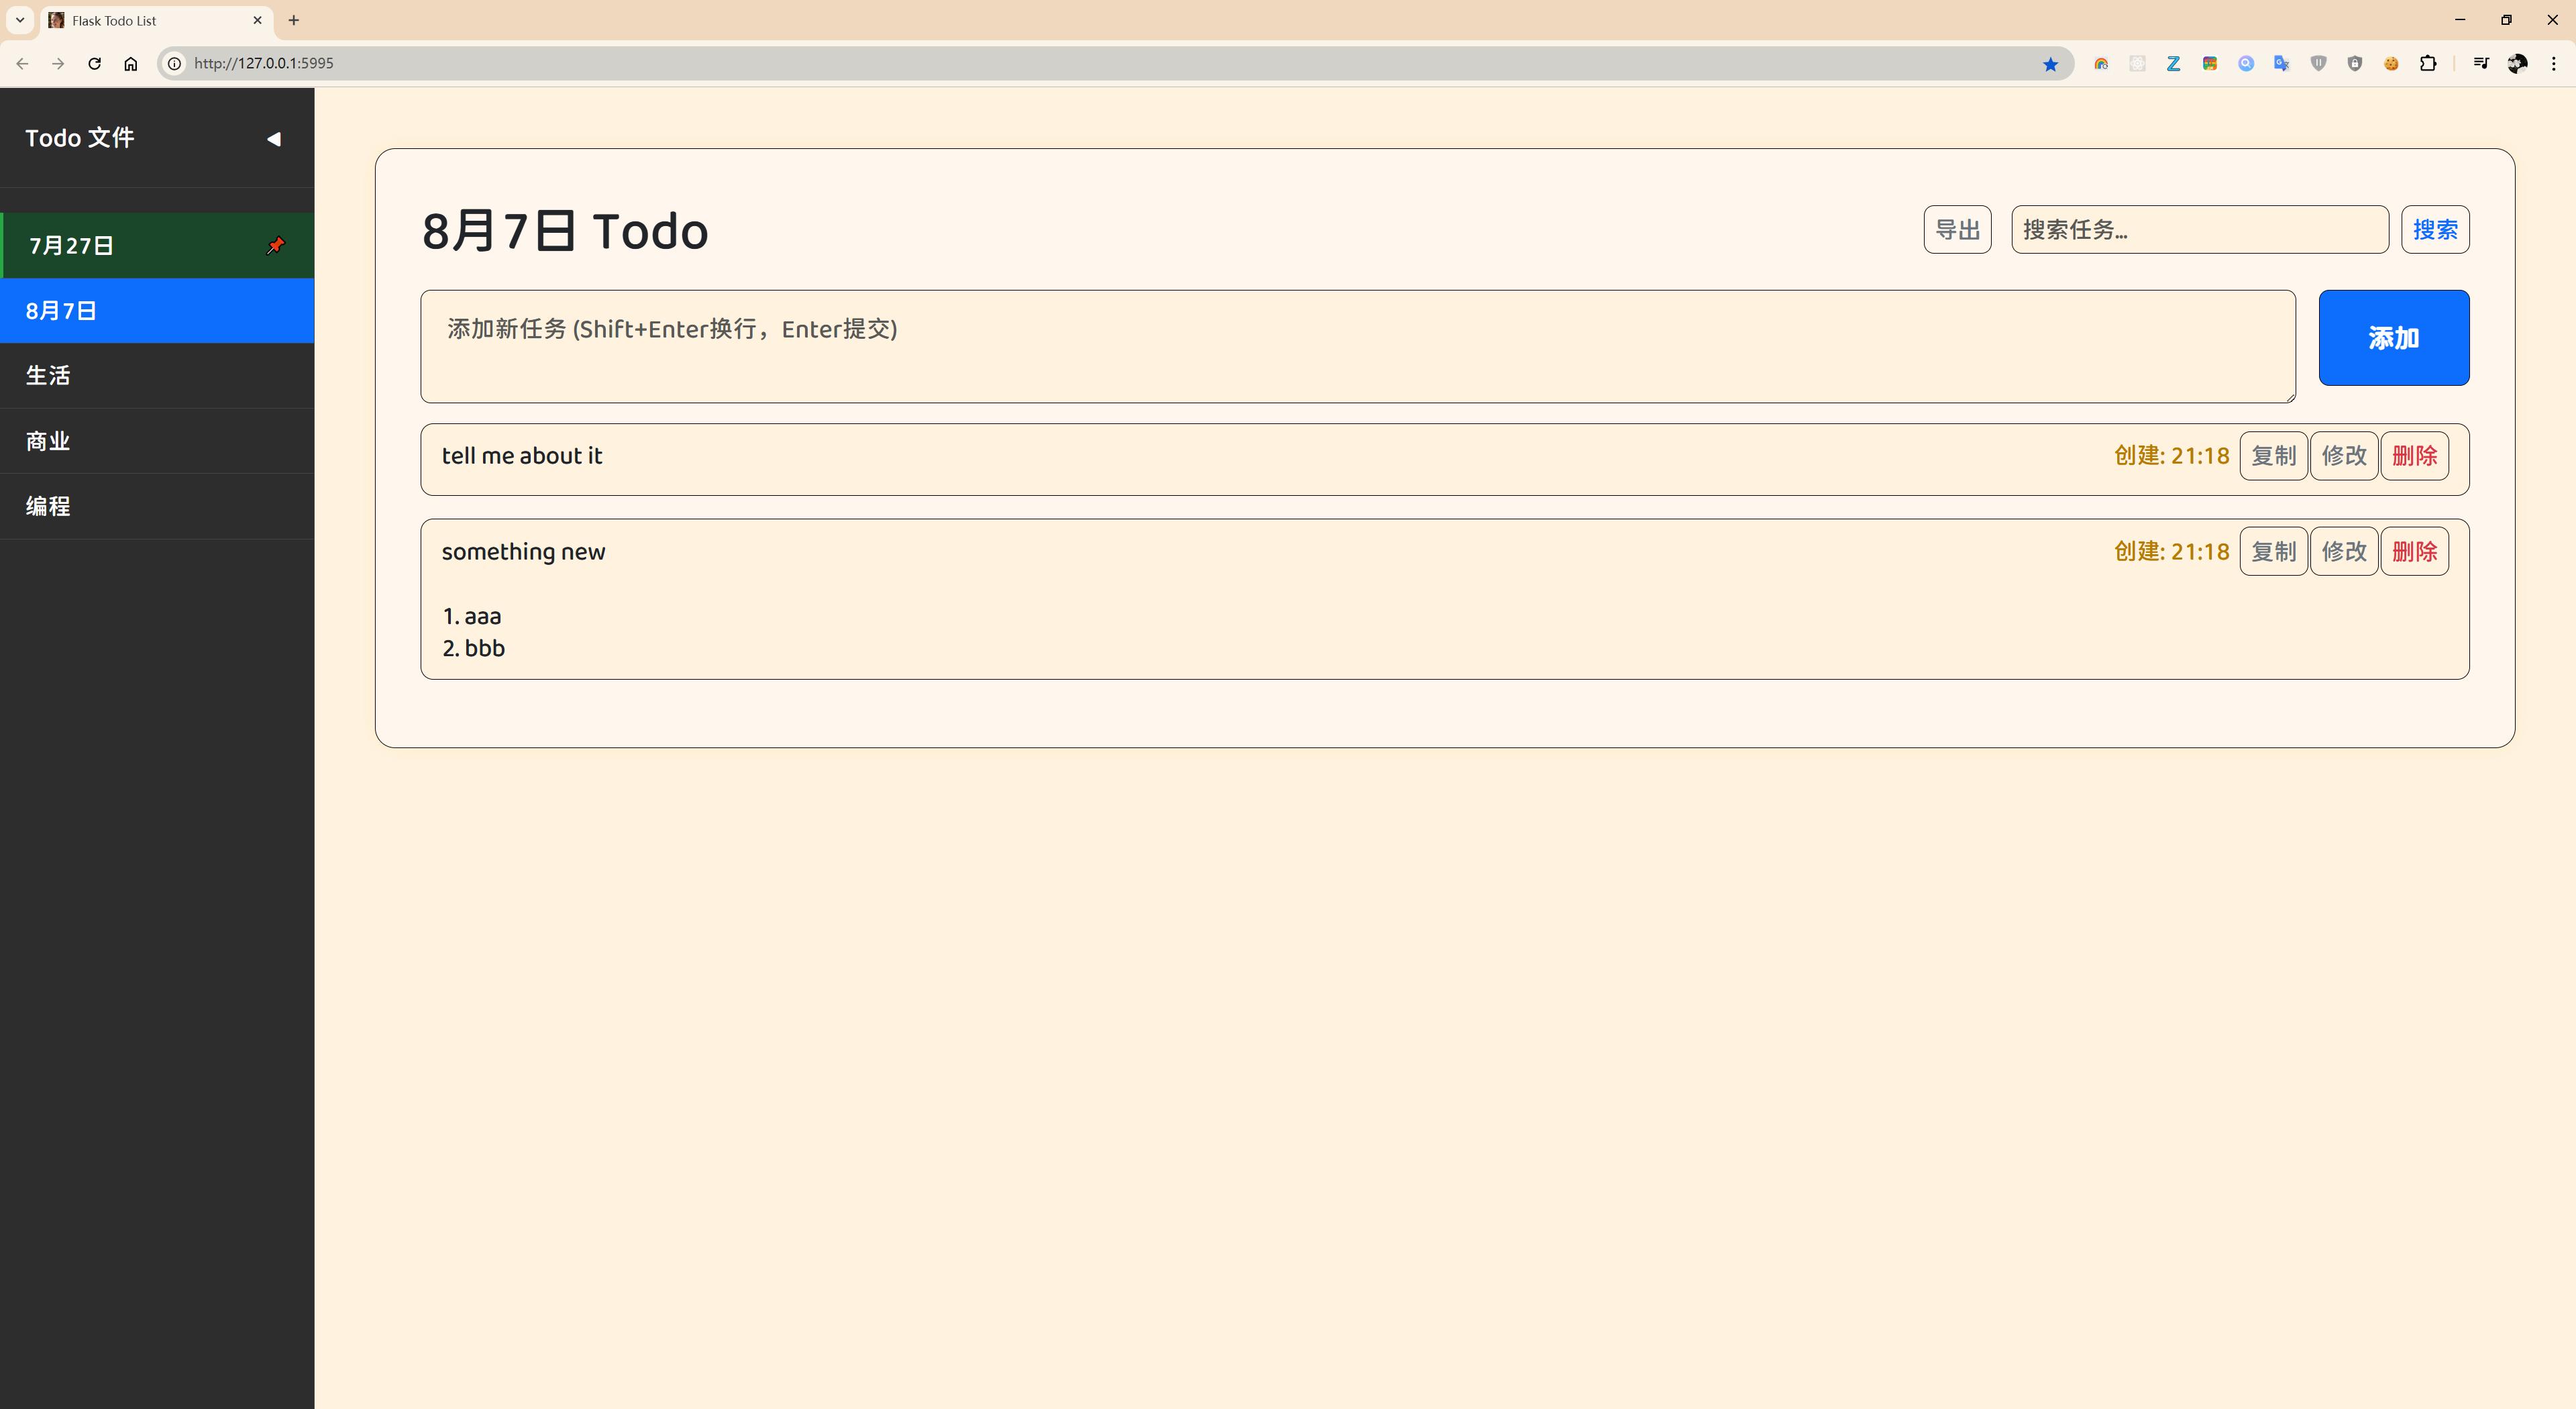 Flask Todo List
http://127.0.0.1:5995
Todo 文件
7月27日
8月7日
生活
商业
编程
8月7日 Todo
导出
搜索任务...
搜索
添加新任务 (Shift+Enter换行，Enter提交)
添加
tell me about it
创建: 21:18 复制 修改 删除
something new
创建: 21:18 复制 修改 删除
1. aaa
2. bbb